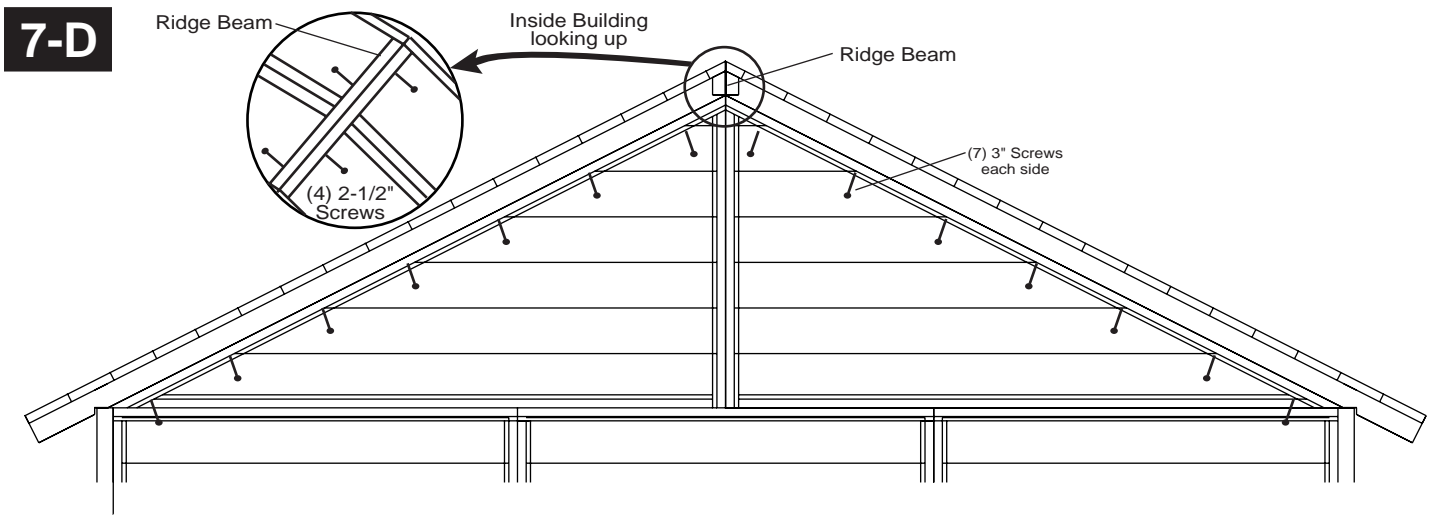 7-D
Ridge Beam
Inside Building
looking up
Ridge Beam
(7) 3" Screws
each side
(4) 2-1/2"
Screws